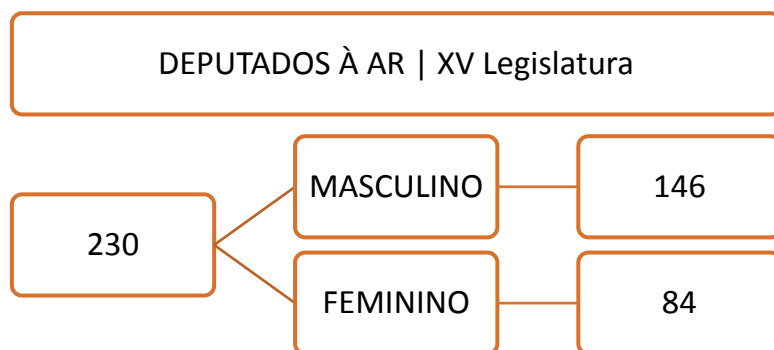 DEPUTADOS À AR | XV Legislatura
230
MASCULINO
146
FEMININO
84